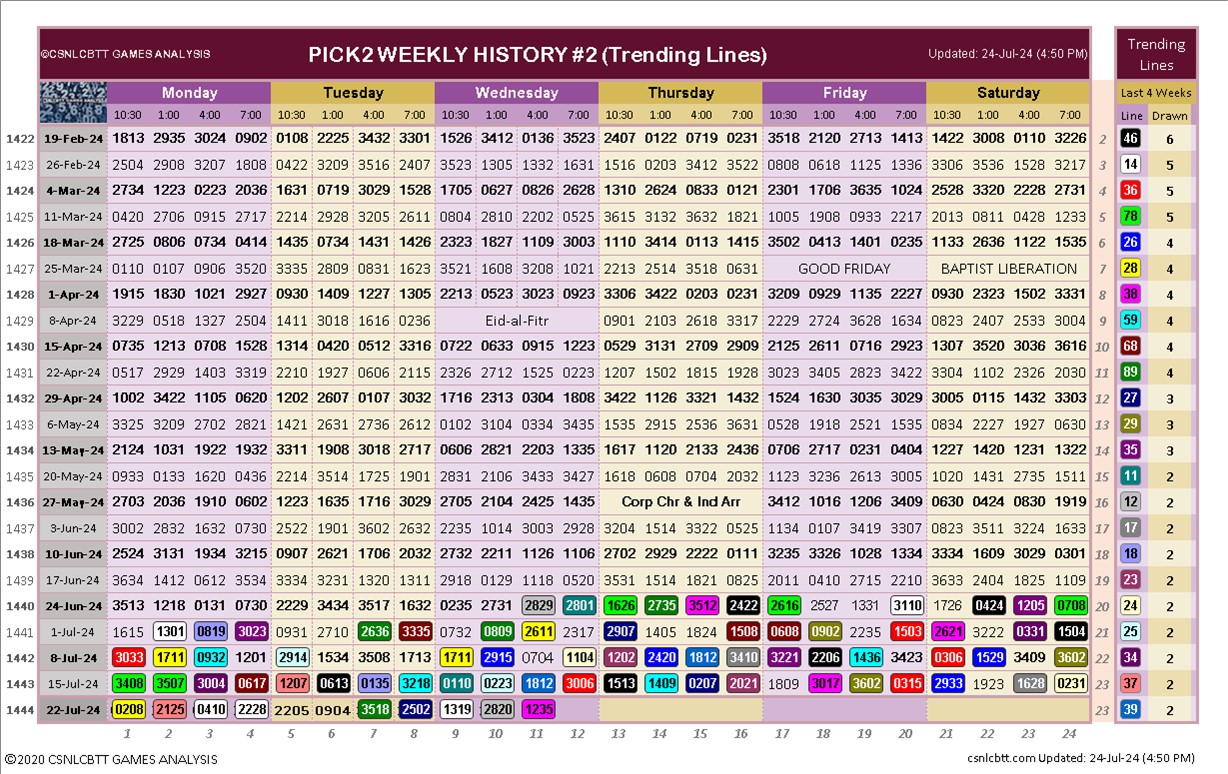 ©CSNLCBTT GAMES ANALYSIS PICK2 WEEKLY HISTORY #2 (Trending Lines) Updated: 24-Jul-24 (4:50 PM) Trending Lines
Monday Tuesday Wednesday Thursday Friday Saturday Last 4 Weeks
10:30 1:00 4:00 7:00 10:30 1:00 4:00 7:00 10:30 1:00 4:00 7:00 10:30 1:00 4:00 7:00 10:30 1:00 4:00 7:00 10:30 1:00 4:00 7:00 Line Drawn
1422 19-Feb-24 1813 2935 3024 0902 0108 2225 3432 3301 1526 3412 0136 3523 2407 0122 0719 0231 3518 2120 2713 1413 1422 3008 0110 3226 2 46 6
1423 26-Feb-24 2504 2908 3207 1808 0422 3209 3516 2407 3523 1305 1332 1631 1516 0203 3412 3522 0808 0618 1125 1336 3306 3536 1528 3217 3 14 5
1424 4-Mar-24 2734 1223 0223 2036 1631 0719 3029 1528 1705 0627 0826 2628 1310 2624 0833 0121 2301 1706 3635 1024 2528 3320 2228 2731 4 36 5
1425 11-Mar-24 0420 2706 0915 2717 2214 2928 3205 2611 0804 2810 2202 0525 3615 3132 3632 1821 1005 1908 0933 2217 2013 0811 0428 1233 5 78 5
1426 18-Mar-24 2725 0806 0734 0414 1435 0734 1431 1426 2323 1827 1109 3003 1110 3414 0113 1415 3502 0413 1401 0235 1133 2636 1122 1535 6 26 4
1427 25-Mar-24 0110 0107 0906 3520 3335 2809 0831 1623 3521 1608 3208 1021 2213 2514 3518 0631 GOOD FRIDAY BAPTIST LIBERATION 7 28 4
1428 1-Apr-24 1915 1830 1021 2927 0930 1409 1227 1305 2213 0523 3023 0923 3306 3422 0203 0231 3209 0929 1135 2227 0930 2323 1502 3331 8 38 4
1429 8-Apr-24 3229 0518 1327 2504 1411 3018 1616 0236 Eid-al-Fitr 0901 2103 2618 3317 2229 2724 3628 1634 0823 2407 2533 3004 9 59 4
1430 15-Apr-24 0735 1213 0708 1528 1314 0420 0512 3316 0722 0633 0915 1223 0529 3131 2709 2909 2125 2611 0716 2923 1307 3520 3036 3616 10 68 4
1431 22-Apr-24 0517 2929 1403 3319 2210 1927 0606 2115 2326 2712 1525 0223 1207 1502 1815 1928 3023 3405 2823 3422 3304 1102 2326 2030 11 89 4
1432 29-Apr-24 1002 3422 1105 0620 1202 2607 0107 3032 1716 2313 0304 1808 3422 1126 3321 1432 1524 1630 3035 3029 3005 0115 1432 3303 12 27 3
1433 6-May-24 3325 3209 2702 2821 1421 2631 2736 2612 0102 3109 0334 3435 1535 2915 2536 3631 0528 1918 2521 1535 0834 2227 1927 0630 13 29 3
1434 13-May-24 2124 1031 1922 1932 3311 1908 3018 2717 0606 2821 2203 1335 1617 1120 2133 2436 0706 2717 0231 0404 1227 1420 1231 1322 14 35 3
1435 20-May-24 0933 0133 1620 0436 2214 3514 1725 1901 2831 2106 3433 3427 1618 0608 0704 2032 1123 3236 2613 3005 1020 1431 2735 1511 15 11 2
1436 27-May-24 2703 2036 1910 0602 1223 1635 1716 3029 2705 2104 2425 1435 Corp Chr & Ind Arr 3412 1016 1206 3409 0630 0424 0830 1919 16 12 2
1437 3-Jun-24 3002 2832 1632 0730 2522 1901 3602 2632 2235 1014 3003 2928 3204 1514 3322 0525 1134 0107 3419 3307 0823 3511 3224 1633 17 17 2
1438 10-Jun-24 2524 3131 1934 3215 0907 2621 1706 2032 2732 2211 1126 1106 2702 2929 2222 0111 3235 3326 1028 1334 3334 1609 3029 0301 18 18 2
1439 17-Jun-24 3634 1412 0612 3534 3334 3231 1320 1311 2918 0129 1118 0520 3531 1514 1821 0825 2011 0410 2715 2210 3633 2404 1825 1109 19 23 2
1440 24-Jun-24 3513 1218 0131 0730 2229 3434 3517 1632 0235 2731 2829 2801 1626 2735 3512 2422 2616 2527 1331 3110 1726 0424 1205 0708 20 24 2
1441 1-Jul-24 1615 1301 0819 3023 0931 2710 2636 3335 0732 0809 2611 2317 2907 1405 1824 1508 0608 0902 2235 1503 2621 3222 0331 1504 21 25 2
1442 8-Jul-24 3033 1711 0932 1201 2914 1534 3508 1713 1711 2915 0704 1104 1202 2420 1812 3410 3221 2206 1436 3423 0306 1529 3409 3602 22 34 2
1443 15-Jul-24 3408 3507 3004 0617 1207 0613 0135 3218 0110 0223 1812 3006 1513 1409 0207 2021 1809 3017 3602 0315 2933 1923 1628 0231 23 37 2
1444 22-Jul-24 0208 2125 0410 2228 2205 0904 3518 2502 1319 2820 1235 23 39 2
1 2 3 4 5 6 7 8 9 10 11 12 13 14 15 16 17 18 19 20 21 22 23 24
©2020 CSNLCBTT GAMES ANALYSIS csnlcbtt.com Updated: 24-Jul-24 (4:50 PM)